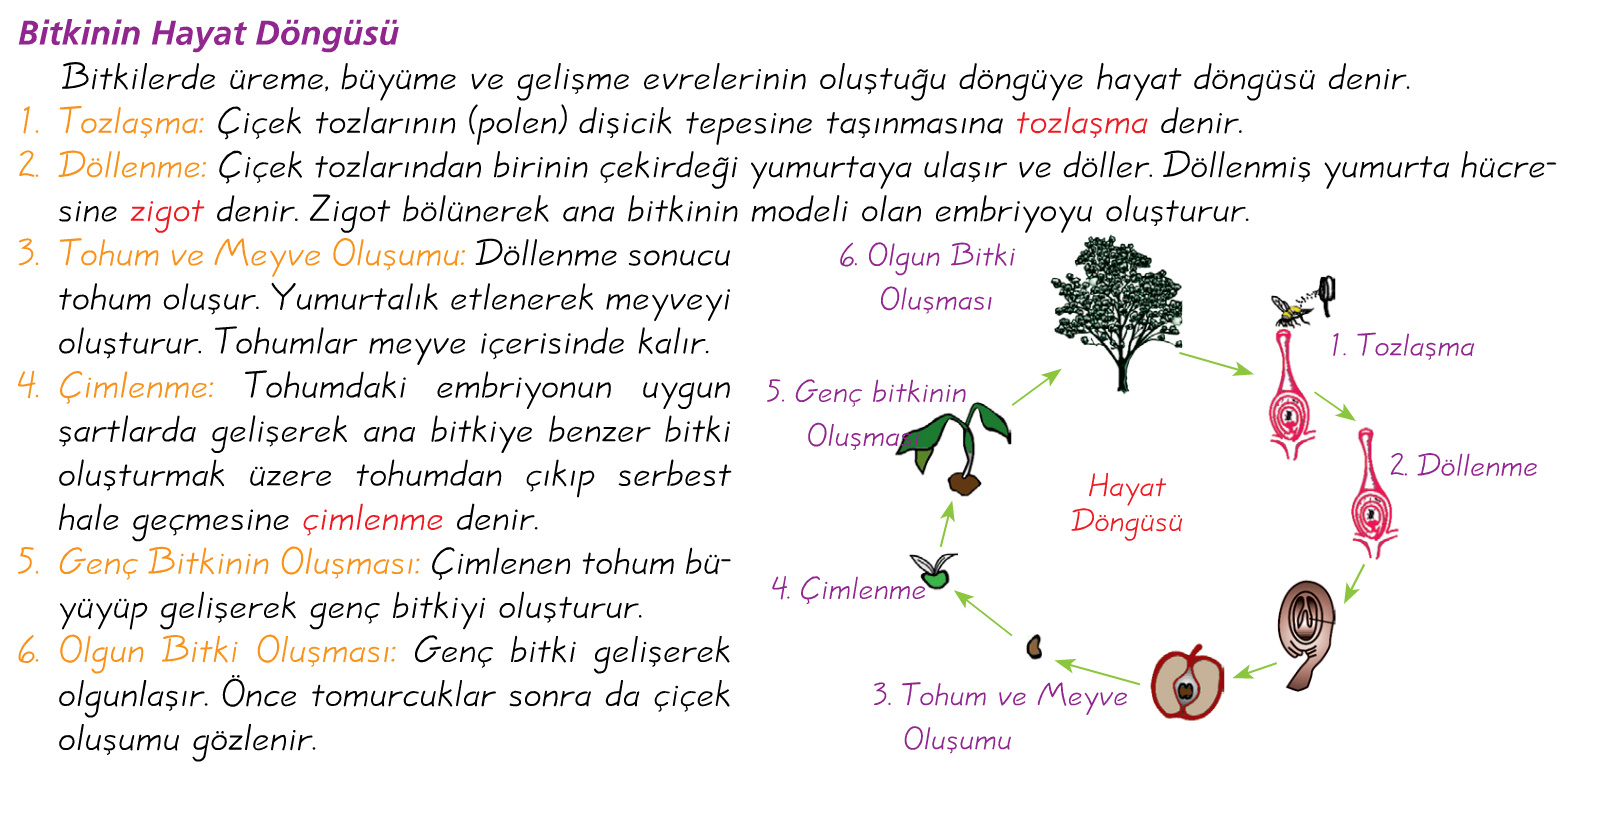 Bitkinin Hayat Döngüsü
Bitkilerde üreme, büyüme ve gelişme evrelerinin oluştuğu döngüye hayat döngüsü denir.
1. Tozlaşma: Çiçek tozlarının (polen) dişicik tepesine taşınmasına tozlaşma denir.
2. Döllenme: Çiçek tozlarından birinin çekirdeği yumurtaya ulaşır ve döller. Döllenmiş yumurta hücre-
sine zigot denir. Zigot bölünerek ana bitkinin modeli olan embriyoyu oluşturur.
3. Tohum ve Meyve Oluşumu: Döllenme sonucu
tohum oluşur. Yumurtalık etlenerek meyveyi
oluşturur. Tohumlar meyve içerisinde kalır.
4. Çimlenme: Tohumdaki embriyonun uygun
şartlarda gelişerek ana bitkiye benzer bitki
oluşturmak üzere tohumdan çıkıp serbest
hale geçmesine çimlenme denir.
5. Genç Bitkinin Oluşması: Çimlenen tohum bü-
yüyüp gelişerek genç bitkiyi oluşturur.
6. Olgun Bitki Oluşması: Genç bitki gelişerek
olgunlaşır. Önce tomurcuklar sonra da çiçek
oluşumu gözlenir.
6. Olgun Bitki
Oluşması
1. Tozlaşma
5. Genç bitkinin
Oluşması
2. Döllenme
Hayat
Döngüsü
4. Çimlenme
3. Tohum ve Meyve
Oluşumu